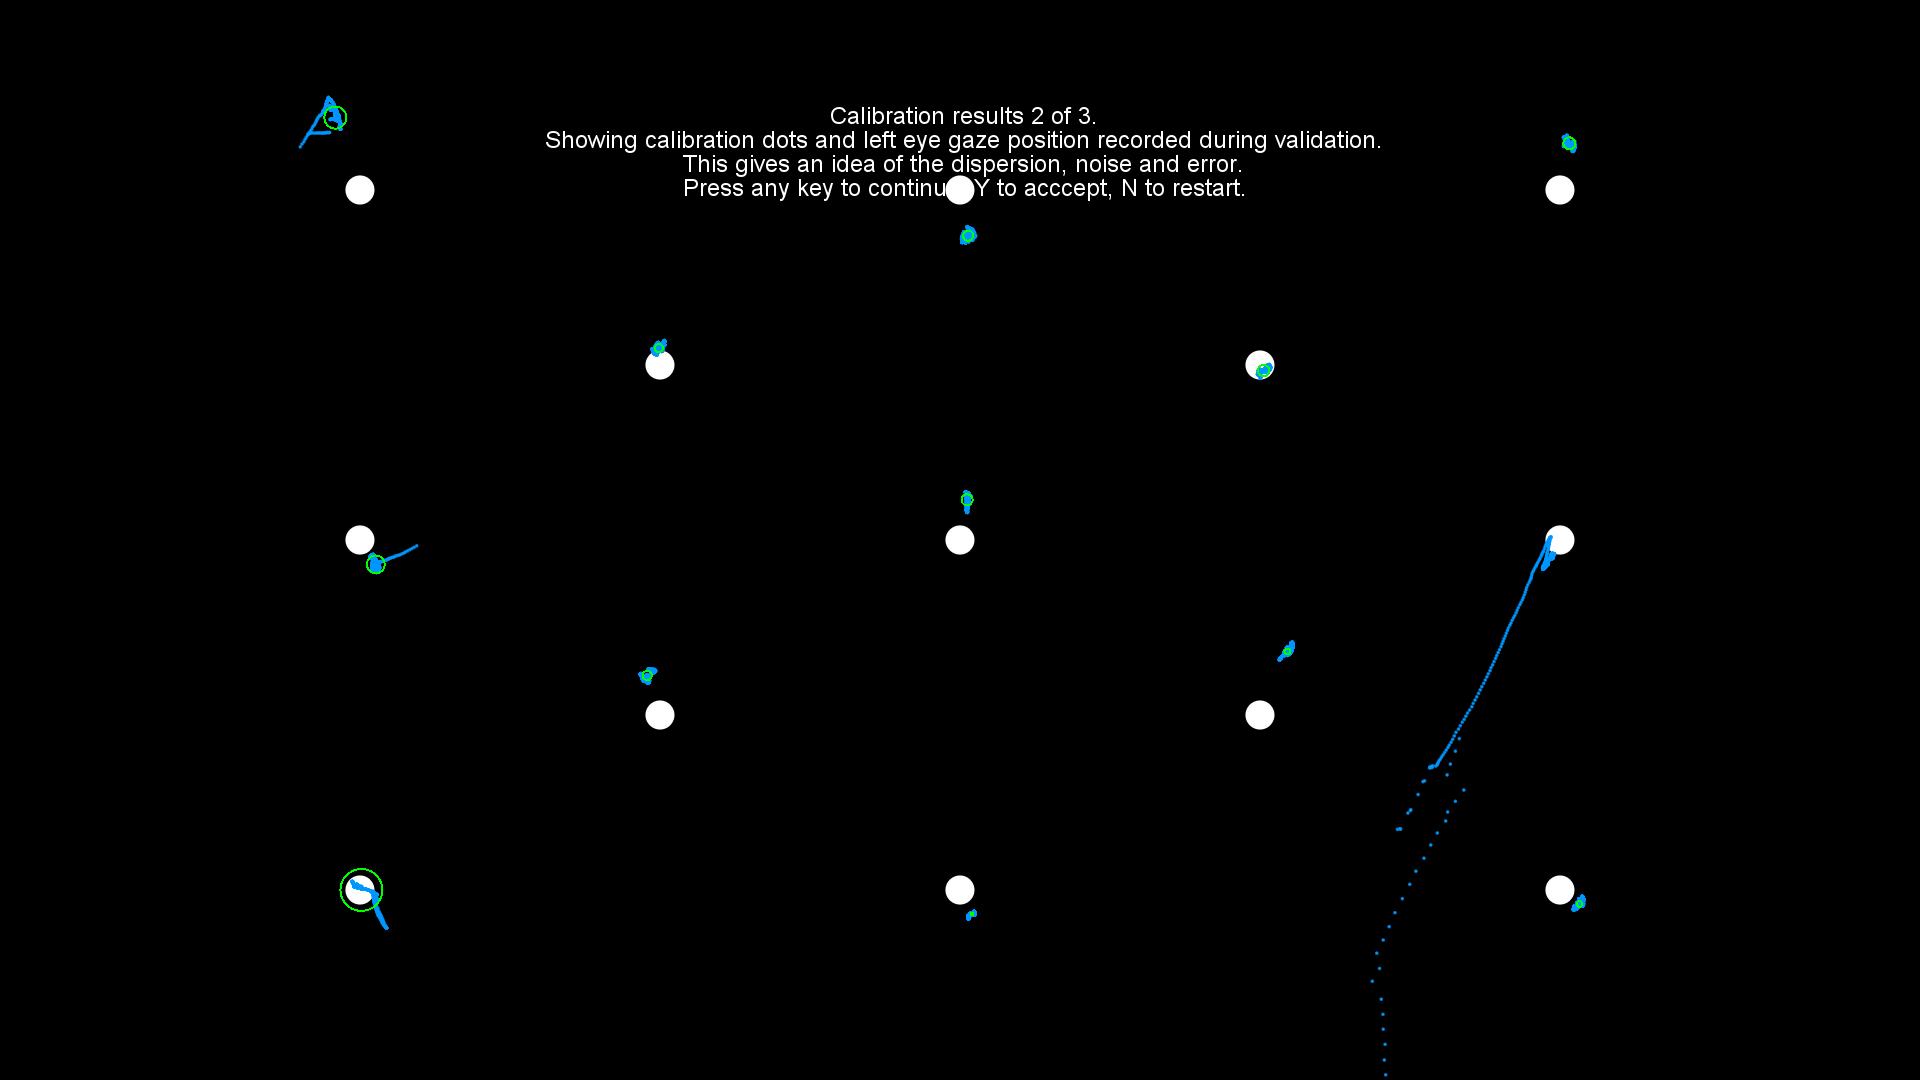 Calibration results 2 of 3.
Showing calibration dots and left eye gaze position recorded during validation.
This gives an idea of the dispersion, noise and error.
Press any key to continu Y to acccept, N to restart.